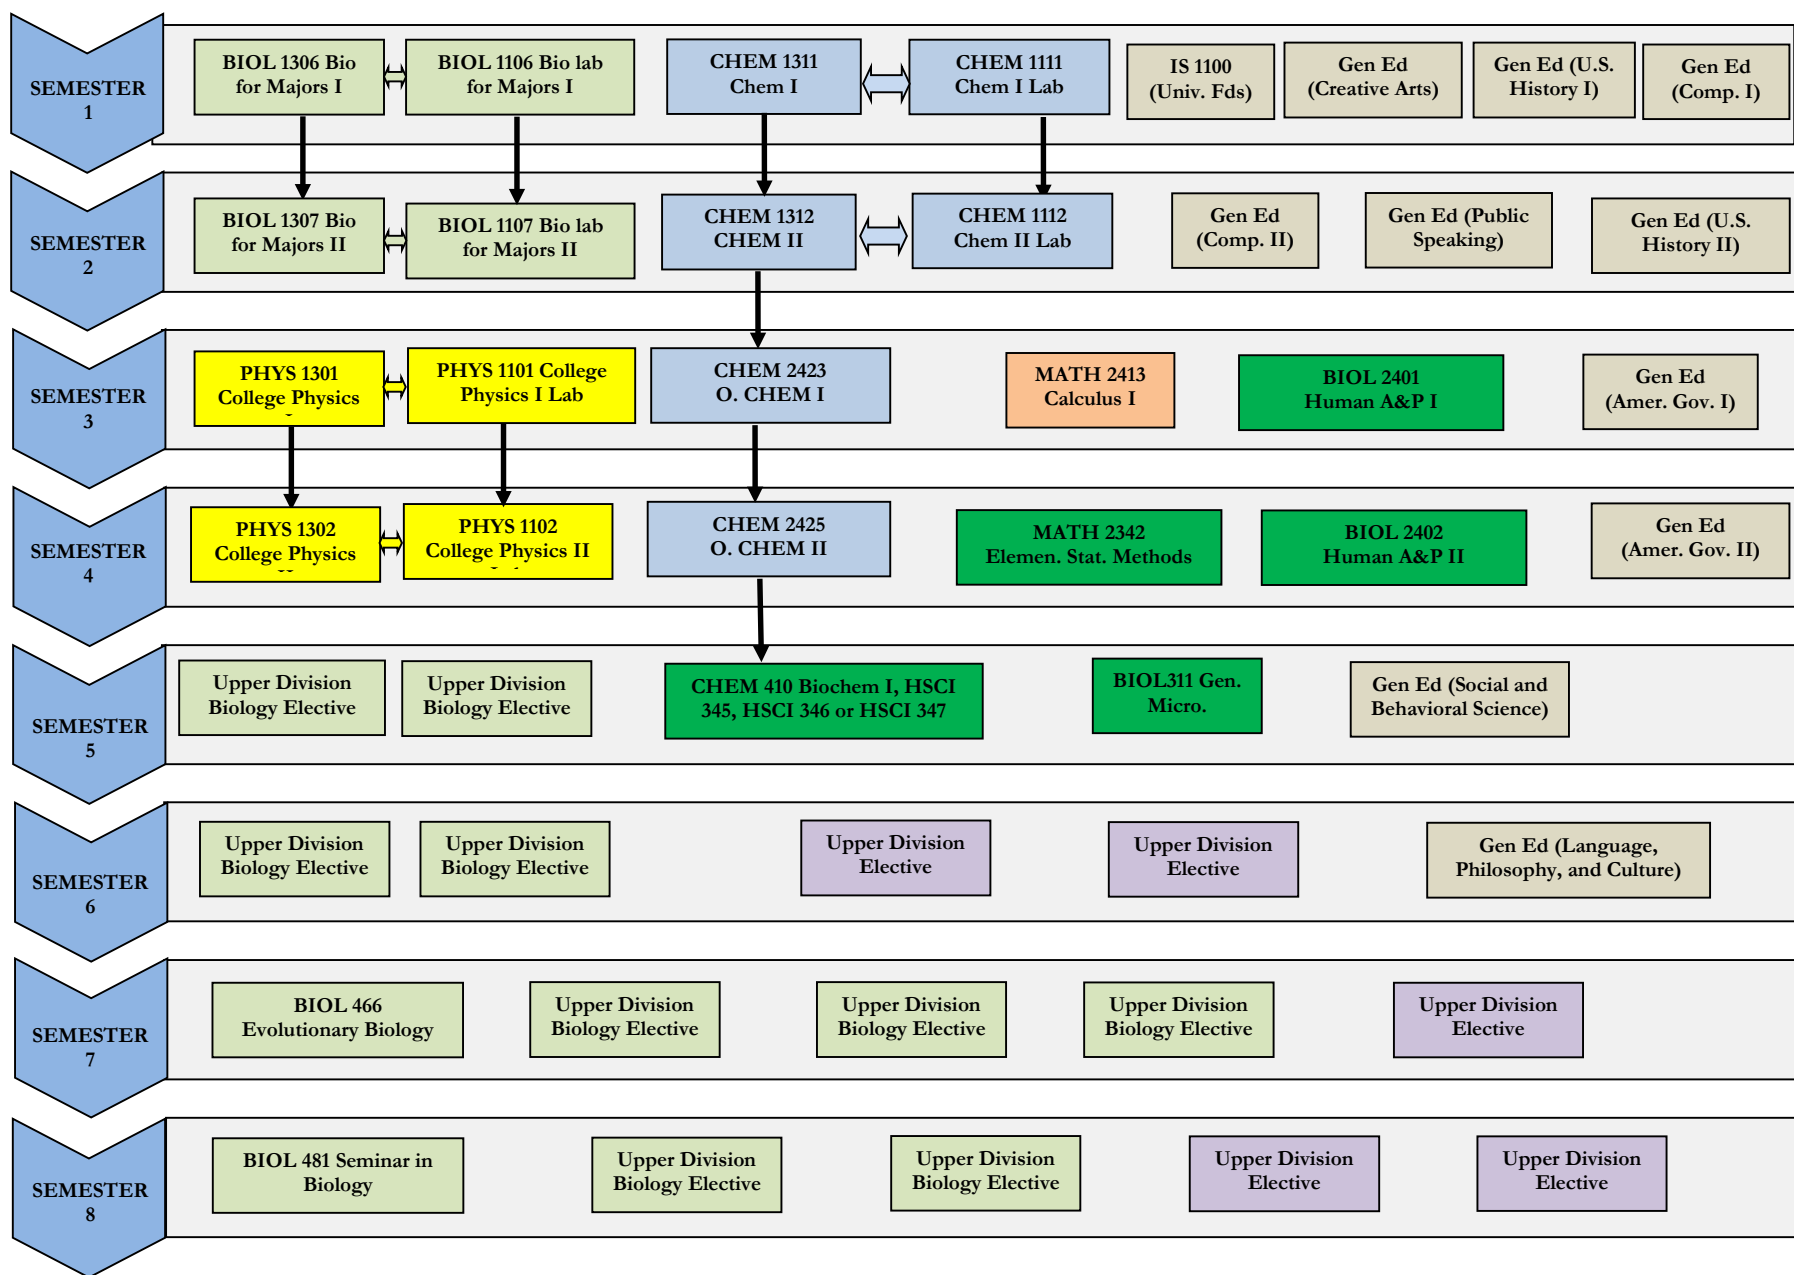 SEMESTER
1
BIOL 1306 Bio
for Majors I
BIOL 1106 Bio lab
for Majors I
CHEM 1311
Chem I
CHEM 1111
Chem I Lab
IS 1100
(Univ. Fds)
Gen Ed
(Creative Arts)
Gen Ed (U.S.
History I)
Gen Ed
(Comp. I)
SEMESTER
2
BIOL 1307 Bio
for Majors II
BIOL 1107 Bio lab
for Majors II
CHEM 1312
CHEM II
CHEM 1112
Chem II Lab
Gen Ed
(Comp. II)
Gen Ed (Public
Speaking)
Gen Ed (U.S.
History II)
SEMESTER
3
PHYS 1301
College Physics
PHYS 1101 College
Physics I Lab
CHEM 2423
O. CHEM I
MATH 2413
Calculus I
BIOL 2401
Human A&P I
Gen Ed
(Amer. Gov. I)
SEMESTER
4
PHYS 1302
College Physics
PHYS 1102
College Physics II
CHEM 2425
O. CHEM II
MATH 2342
Elemen. Stat. Methods
BIOL 2402
Human A&P II
Gen Ed
(Amer. Gov. II)
SEMESTER
5
Upper Division
Biology Elective
Upper Division
Biology Elective
CHEM 410 Biochem I, HSCI
345, HSCI 346 or HSCI 347
BIOL311 Gen.
Micro.
Gen Ed (Social and
Behavioral Science)
SEMESTER
6
Upper Division
Biology Elective
Upper Division
Biology Elective
Upper Division
Elective
Upper Division
Elective
Gen Ed (Language,
Philosophy, and Culture)
SEMESTER
7
BIOL 466
Evolutionary Biology
Upper Division
Biology Elective
Upper Division
Biology Elective
Upper Division
Biology Elective
Upper Division
Elective
SEMESTER
8
BIOL 481 Seminar in
Biology
Upper Division
Biology Elective
Upper Division
Biology Elective
Upper Division
Elective
Upper Division
Elective